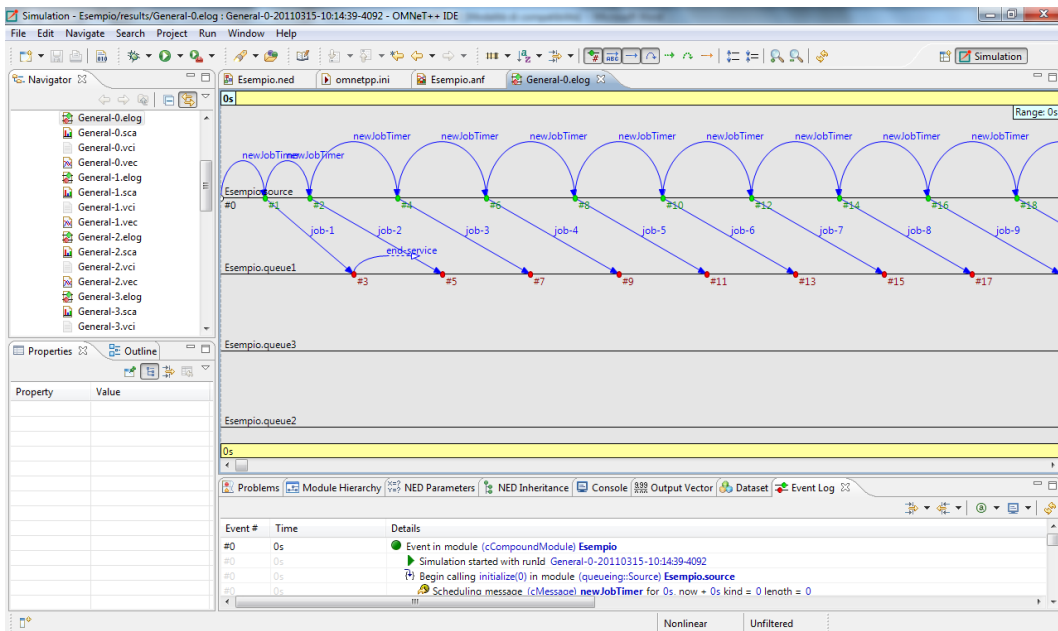 Simulation - Esempio/results/General-0.elog : General-0-20110315-10:14:39-4092 - OMNeT++ IDE
File Edit Navigate Search Project Run Window Help
Simulation
Navigator
Esempio.ned omnetpp.ini Esempio.anf General-0.elog
General-0.elog
General-0.sca
General-0.vci
General-0.vec
General-1.elog
General-1.sca
General-1.vci
General-1.vec
General-2.elog
General-2.sca
General-2.vci
General-2.vec
General-3.elog
General-3.sca
General-3.vci
0s
Range: 0s
newJobTimer newJobTimer newJobTimer newJobTimer newJobTimer newJobTimer newJobTimer newJobTimer
newJobTimer newJobTimer
Esempio.source
#0 #1 #2 #4 #6 #8 #10 #12 #14 #16 #18
job-1 job-2 job-3 job-4 job-5 job-6 job-7 job-8 job-9
end-service
Esempio.queue1
#3 #5 #7 #9 #11 #13 #15 #17
Esempio.queue3
Esempio.queue2
0s
Properties Outline
Property Value
Problems Module Hierarchy NED Parameters NED Inheritance Console Output Vector Dataset Event Log
Event # Time Details
#0 0s Event in module (cCompoundModule) Esempio
#0 0s Simulation started with runId General-0-20110315-10:14:39-4092
#0 0s Begin calling initialize(0) in module (queueing::Source) Esempio.source
#0 0s Scheduling message (cMessage) newJobTimer for 0s, now + 0s kind = 0 length = 0
Nonlinear Unfiltered